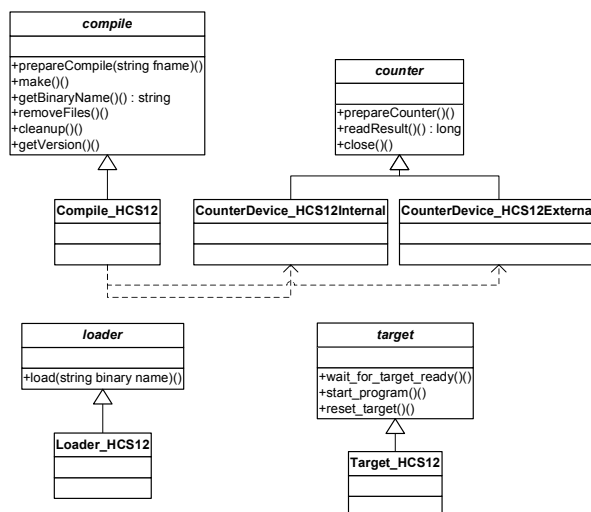 compile
+prepareCompile(string fname)()
+make()()
+getBinaryName()() : string
+removeFiles()()
+cleanup()()
+getVersion()()
counter
+prepareCounter()()
+readResult()() : long
+close()()
Compile_HCS12
CounterDevice_HCS12Internal
CounterDevice_HCS12External
loader
+load(string binary name)()
target
+wait_for_target_ready()()
+start_program()()
+reset_target()()
Loader_HCS12
Target_HCS12